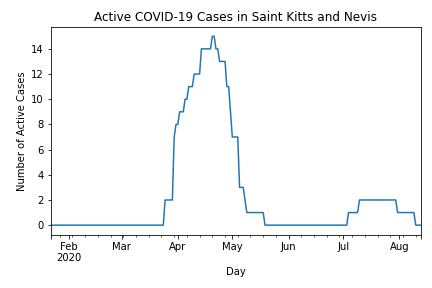 Active COVID-19 Cases in Saint Kitts and Nevis
Number of Active Cases
14
12
10
8
6
4
2
0
Feb Mar Apr May Jun Jul Aug
2020
Day